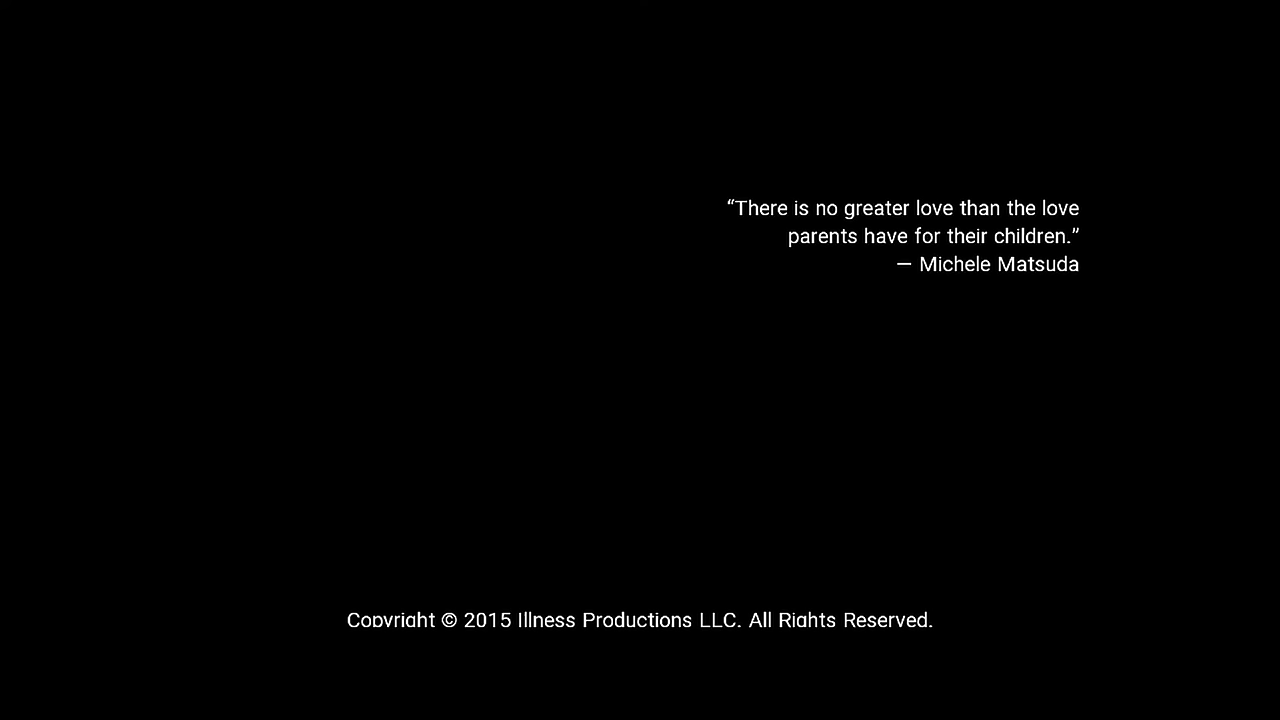 “There is no greater love than the love
parents have for their children.”
— Michele Matsuda
Copyright © 2015 Illness Productions LLC. All Rights Reserved.